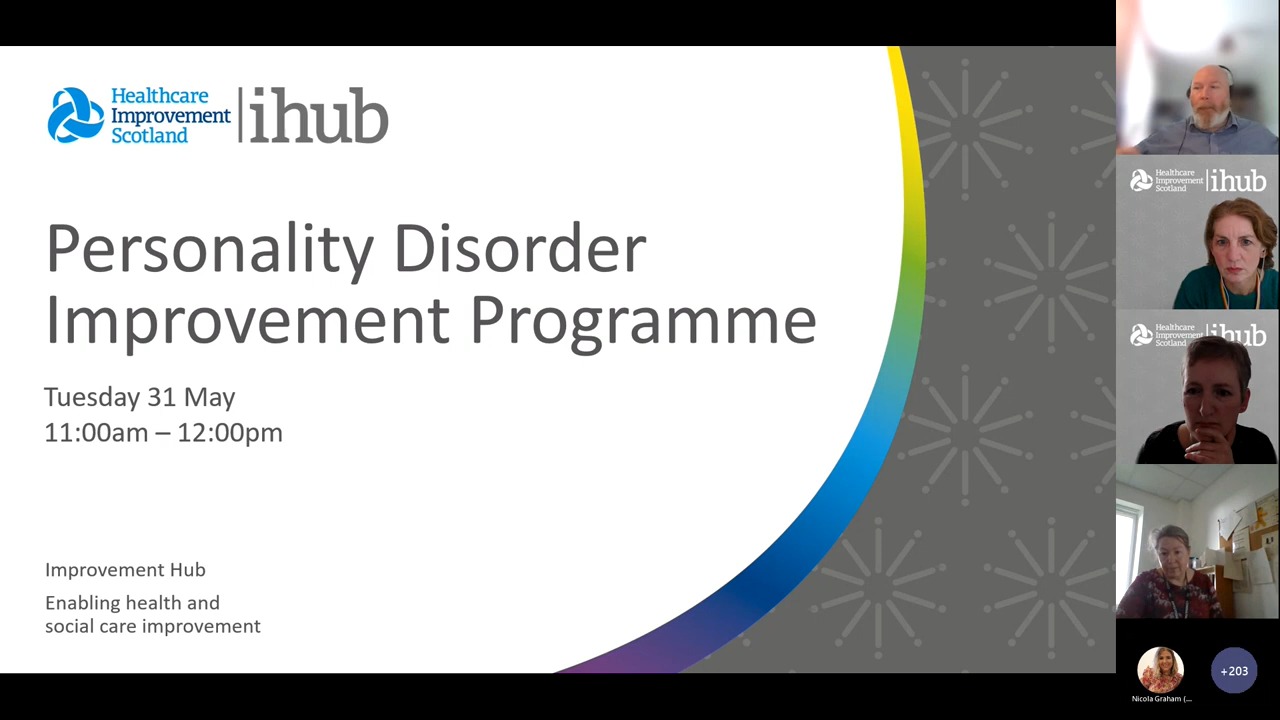 Healthcare
Improvement
Scotland
ihub
Personality Disorder
Improvement Programme
Tuesday 31 May
11:00am – 12:00pm
Improvement Hub
Enabling health and
social care improvement
Healthcare
Improvement
Scotland
ihub
Healthcare
Improvement
Scotland
ihub
Nicola Graham (...
+203